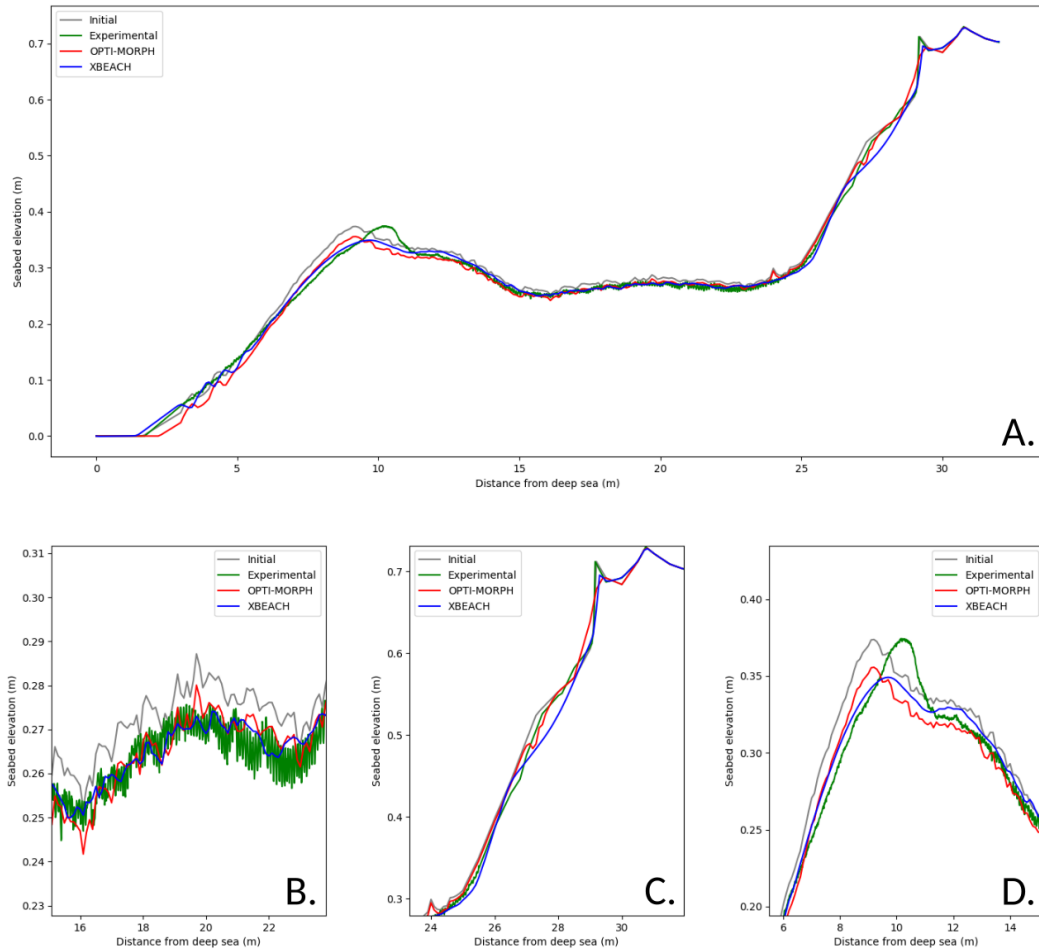 Initial
Experimental
OPTI-MORPH
XBEACH
Seabed elevation (m)
0.7
0.6
0.5
0.4
0.3
0.2
0.1
0.0
0 5 10 15 20 25 30
Distance from deep sea (m)
A.
Initial
Experimental
OPTI-MORPH
XBEACH
Seabed elevation (m)
0.31
0.30
0.29
0.28
0.27
0.26
0.25
0.24
0.23
16 18 20 22
Distance from deep sea (m)
B.
Initial
Experimental
OPTI-MORPH
XBEACH
Seabed elevation (m)
0.7
0.6
0.5
0.4
0.3
24 26 28 30
Distance from deep sea (m)
C.
Initial
Experimental
OPTI-MORPH
XBEACH
Seabed elevation (m)
0.40
0.35
0.30
0.25
0.20
6 8 10 12 14
Distance from deep sea (m)
D.